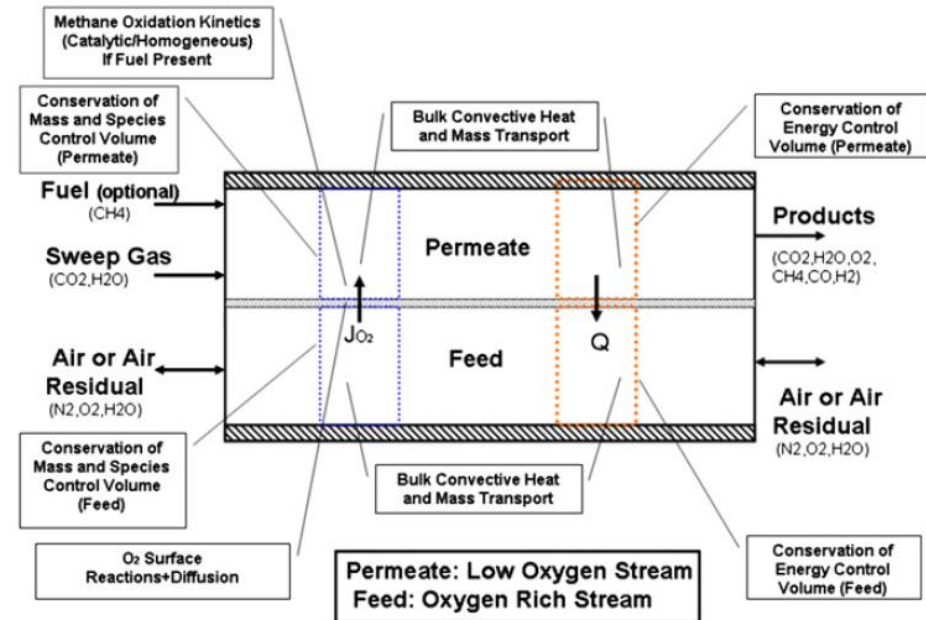 Methane Oxidation Kinetics
(Catalytic/Homogeneous)
If Fuel Present
Conservation of
Mass and Species
Control Volume
(Permeate)
Bulk Convective Heat
and Mass Transport
Conservation of
Energy Control
Volume (Permeate)
Fuel (optional)
(CH4)
Sweep Gas
(CO2,H2O)
Permeate
Products
(CO2,H2O,O2,
CH4,CO,H2)
JO2
Q
Feed
Air or Air
Residual
(N2,O2,H2O)
Air or Air
Residual
(N2,O2,H2O)
Conservation of
Mass and Species
Control Volume
(Feed)
Bulk Convective Heat
and Mass Transport
O2 Surface
Reactions+Diffusion
Conservation of
Energy Control
Volume (Feed)
Permeate: Low Oxygen Stream
Feed: Oxygen Rich Stream